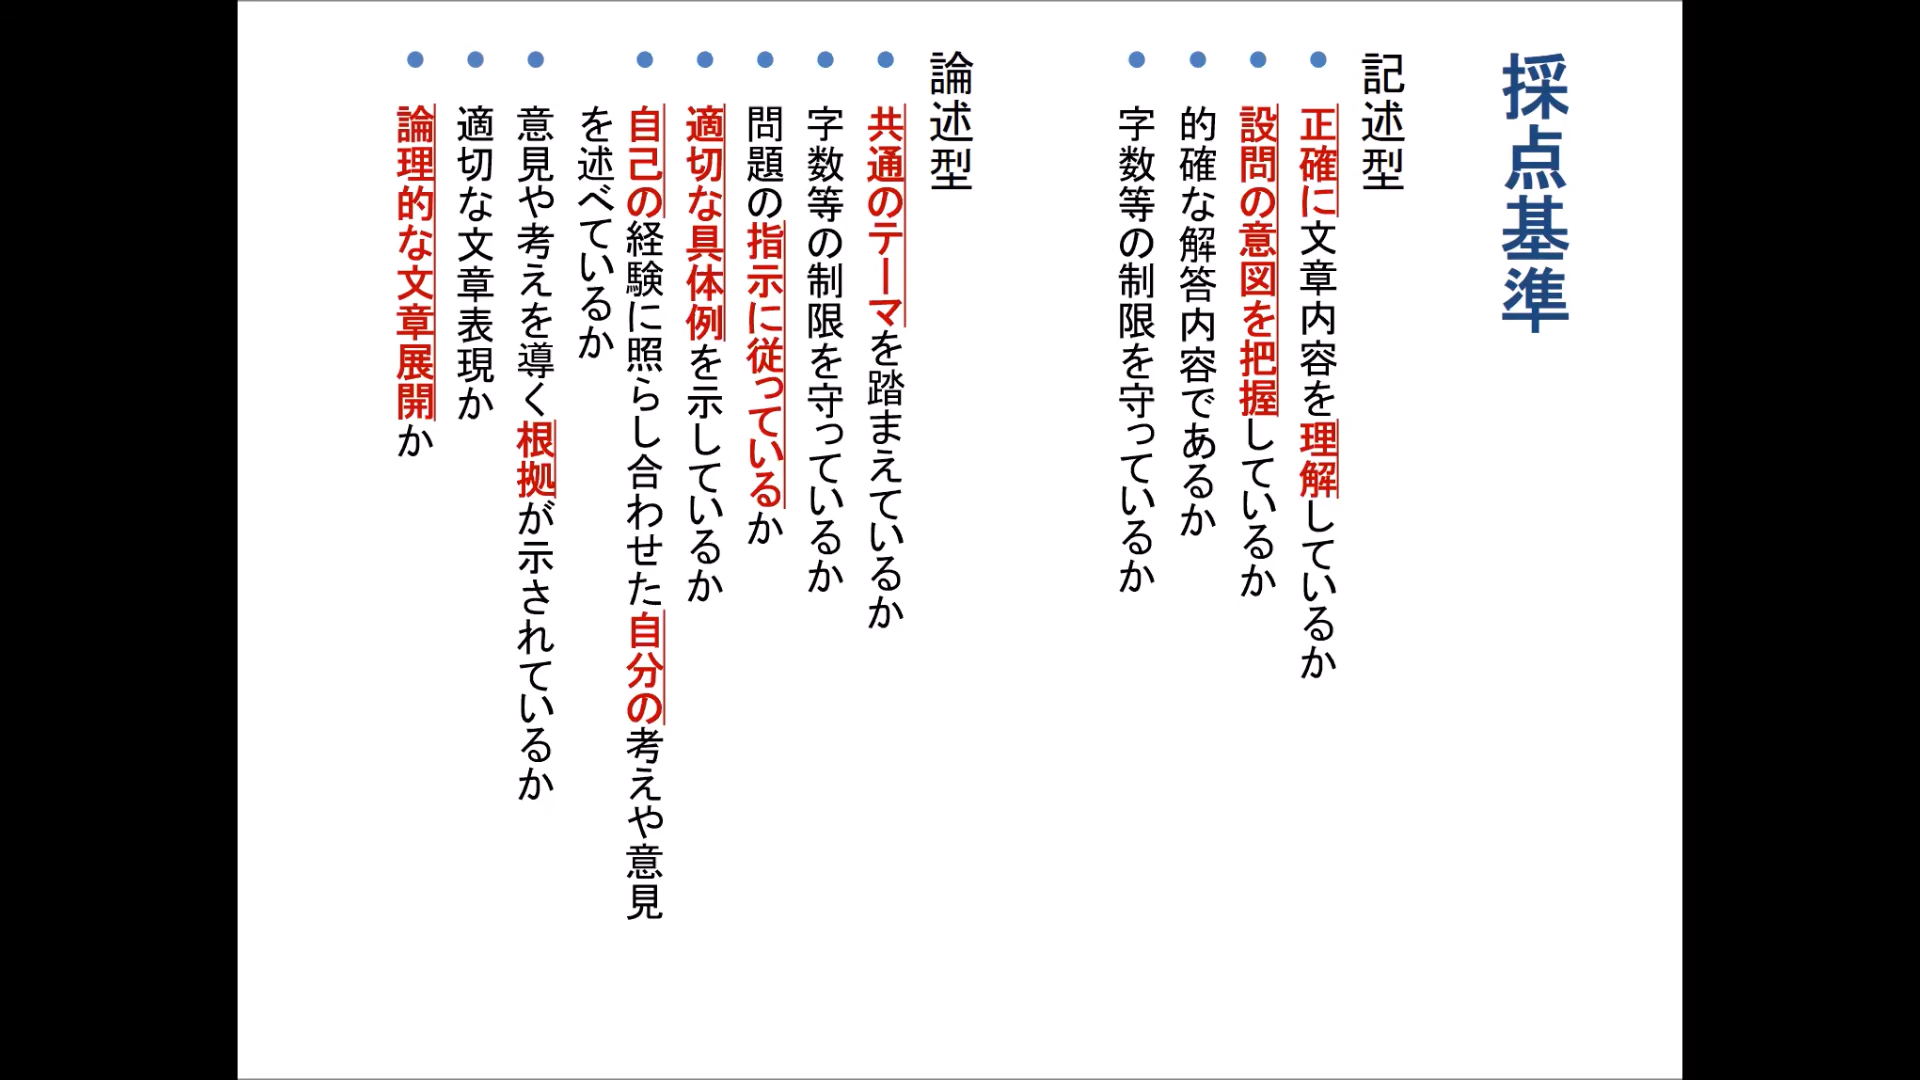 採点基準
記述型
• 正確に文章内容を理解しているか
• 設問の意図を把握しているか
• 的確な解答内容であるか
• 字数等の制限を守っているか
論述型
• 共通のテーマを踏まえているか
• 字数等の制限を守っているか
• 問題の指示に従っているか
• 適切な具体例を示しているか
• 自己の経験に照らし合わせた自分の考えや意見
を述べているか
• 意見や考えを導く根拠が示されているか
• 適切な文章表現か
• 論理的な文章展開か